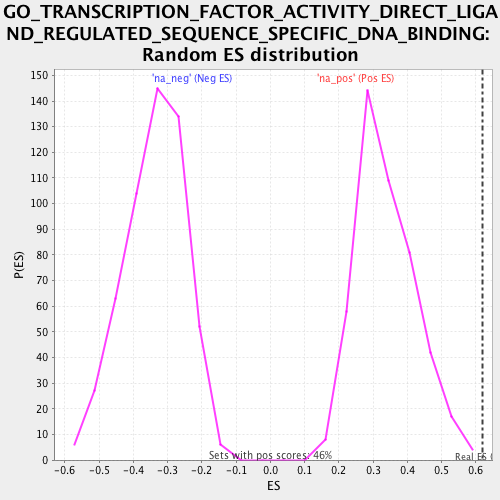 GO_TRANSCRIPTION_FACTOR_ACTIVITY_DIRECT_LIGA
ND_REGULATED_SEQUENCE_SPECIFIC_DNA_BINDING:
Random ES distribution
'na_neg' (Neg ES)
'na_pos' (Pos ES)
150
140
130
120
110
100
90
80
70
60
50
40
30
20
10
0
P(ES)
Sets with pos scores: 46%
Real ES (
-0.6 -0.5 -0.4 -0.3 -0.2 -0.1 0.0 0.1 0.2 0.3 0.4 0.5 0.6
ES